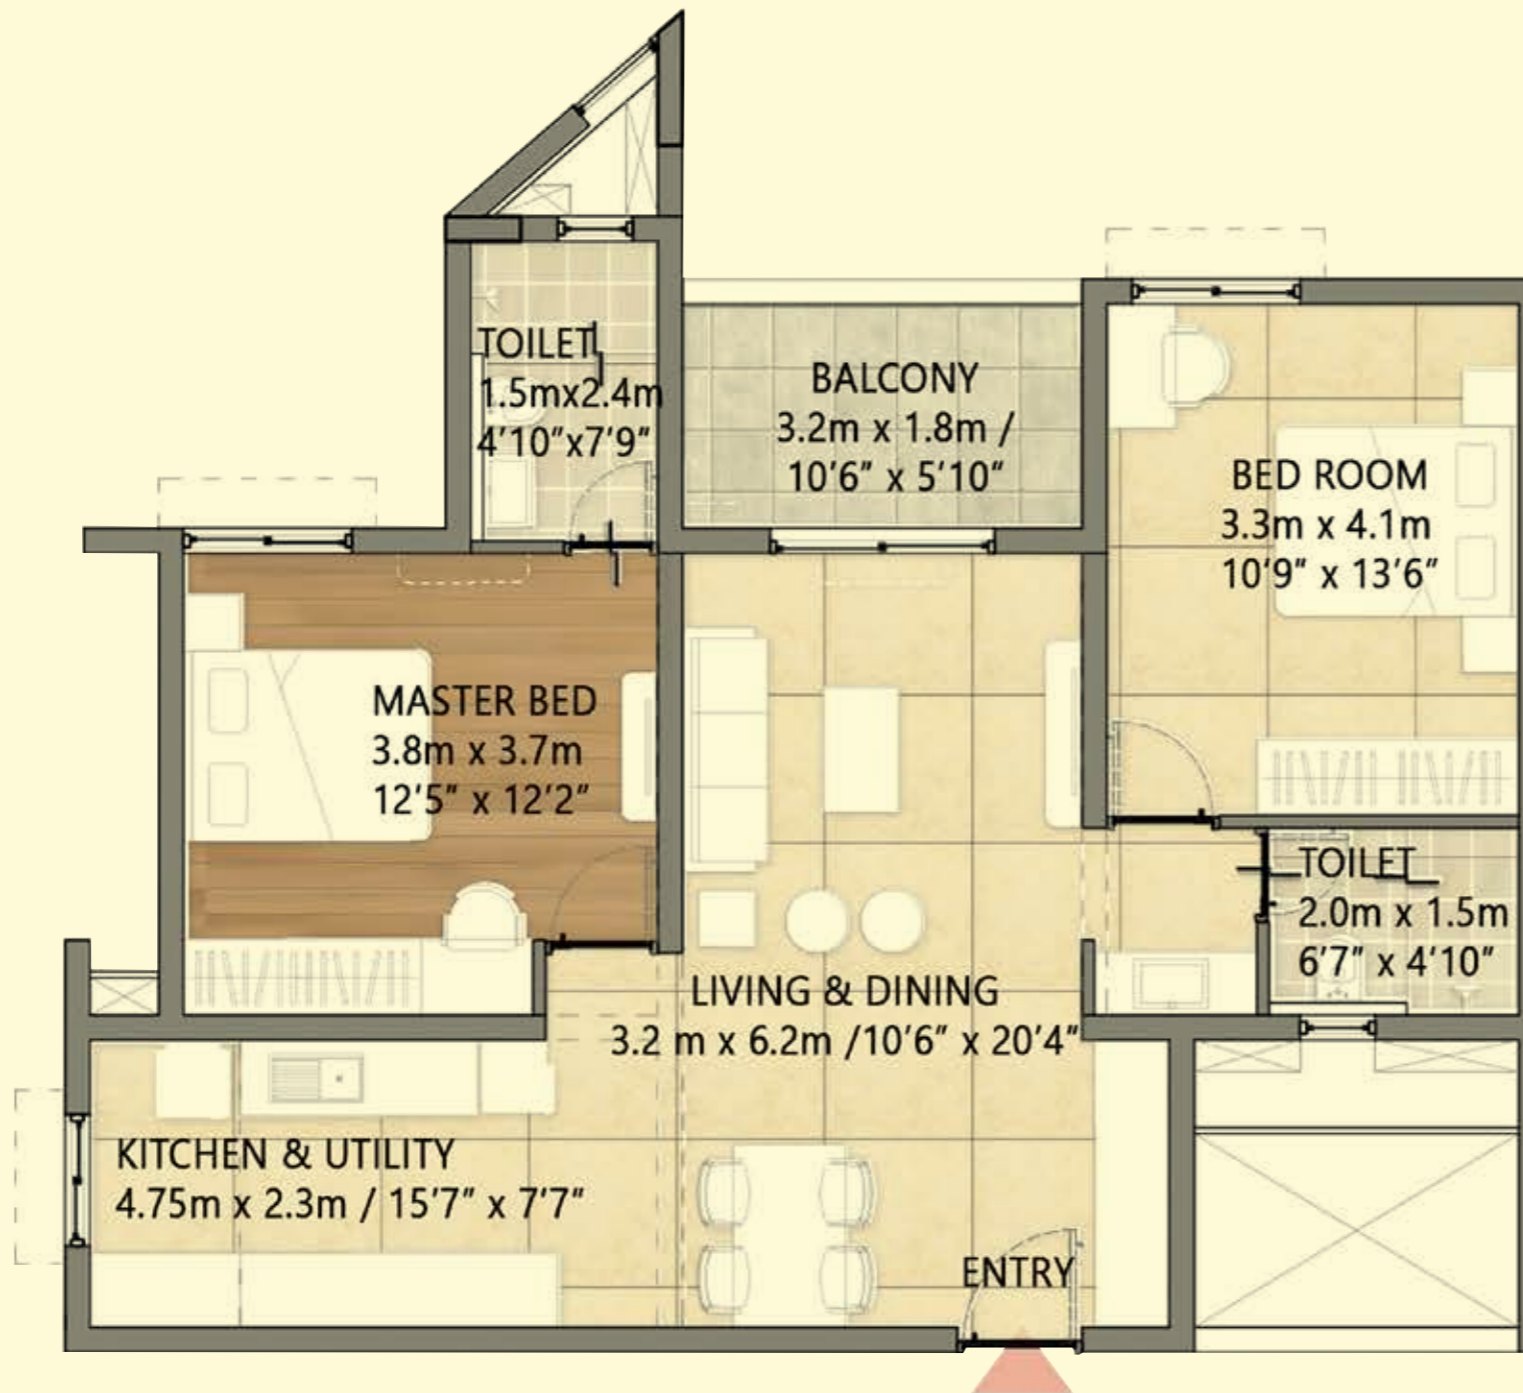 TOILET
1.5mx2.4m
4'10"x7'9"
BALCONY
3.2m x 1.8m /
10'6" x 5'10"
BED ROOM
3.3m x 4.1m
10'9" x 13'6"
MASTER BED
3.8m x 3.7m
12'5" x 12'2"
TOILET
2.0m x 1.5m
6'7" x 4'10"
LIVING & DINING
3.2 m x 6.2m /10'6" x 20'4"
KITCHEN & UTILITY
4.75m x 2.3m / 15'7" x 7'7"
ENTRY